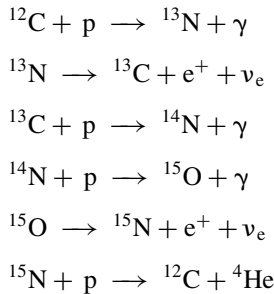 ¹²C + p ⟶ ¹³N + γ
¹³N ⟶ ¹³C + e⁺ + νₑ
¹³C + p ⟶ ¹⁴N + γ
¹⁴N + p ⟶ ¹⁵O + γ
¹⁵O ⟶ ¹⁵N + e⁺ + νₑ
¹⁵N + p ⟶ ¹²C + ⁴He